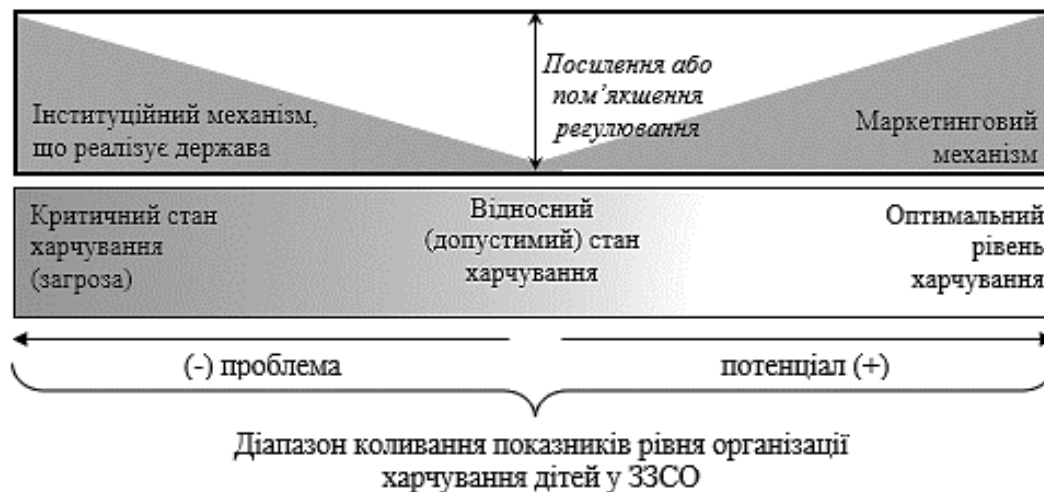 Посилення або
пом’якшення
регулювання
Інституційний механізм,
що реалізує держава
Маркетинговий
механізм
Критичний стан
харчування
(загроза)
Відносний
(допустимий) стан
харчування
Оптимальний
рівень
харчування
(-) проблема
потенціал (+)
Діапазон коливання показників рівня організації
харчування дітей у ЗЗСО